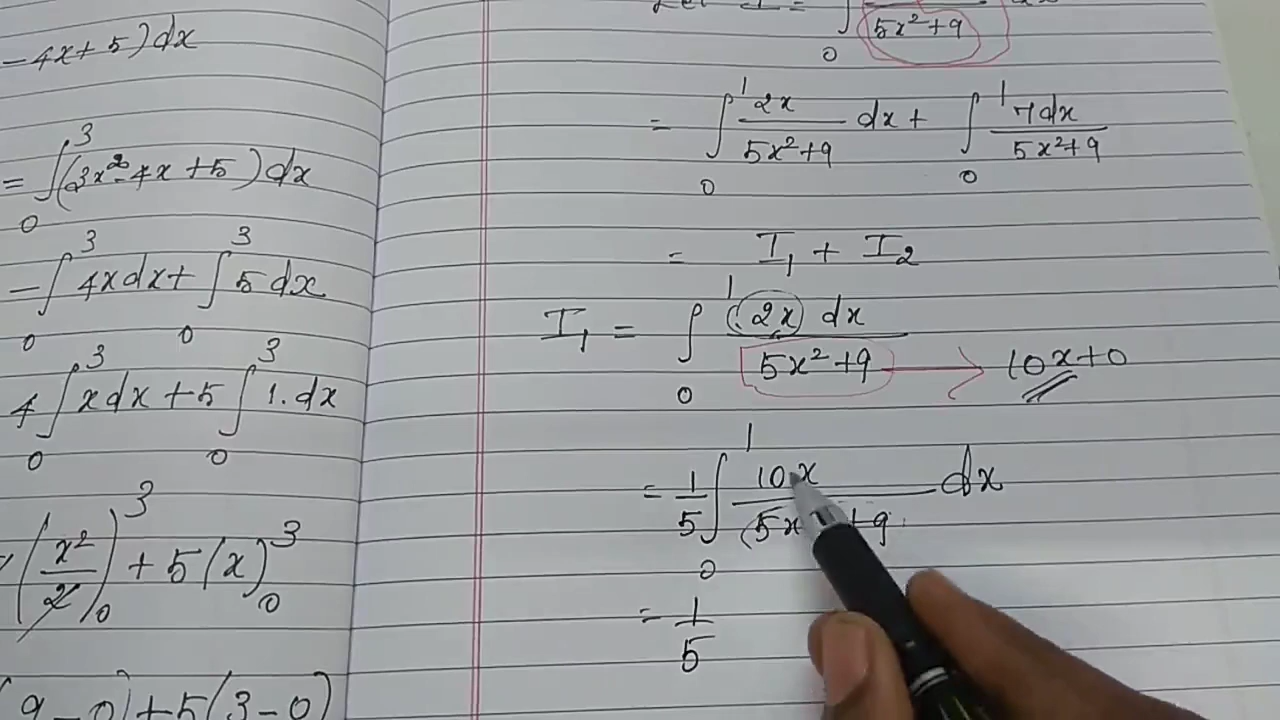 - 4x + 5) dx
= ∫₀³ (3x² - 4x + 5) dx
- ∫₀³ 4x dx + ∫₀³ 5 dx
4 ∫₀³ x dx + 5 ∫₀³ 1. dx
(x²/2)₀³ + 5 (x)₀³
9 - 0) + 5 (3 - 0)
5x² + 9
= ∫₀¹ 2x/(5x² + 9) dx + ∫₀¹ 7dx/(5x² + 9)
= I₁ + I₂
I₁ = ∫₀¹ (2x) dx/(5x² + 9) → 10x + 0
= 1/5 ∫₀¹ 10x/(5x + 9 dx
= 1/5